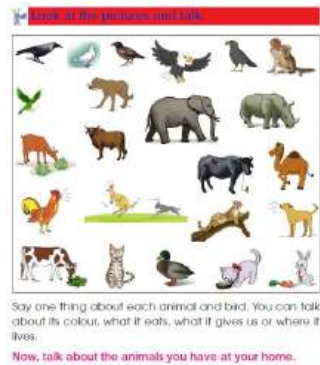 Look at the pictures and talk.
Say one thing about each animal and bird. You can talk
about its colour, what it eats, what it gives us or where it
lives.
Now, talk about the animals you have at your home.